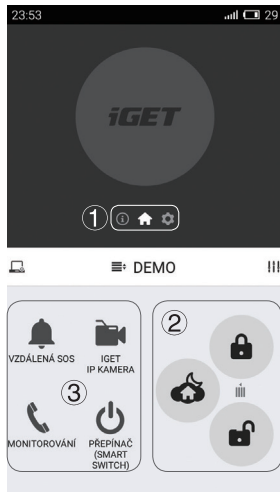 23:53
29
iGET
1
DEMO
2
VZDÁLENÁ SOS
IGET
IP KAMERA
3
MONITOROVÁNÍ
PŘEPÍNAČ
(SMART
SWITCH)